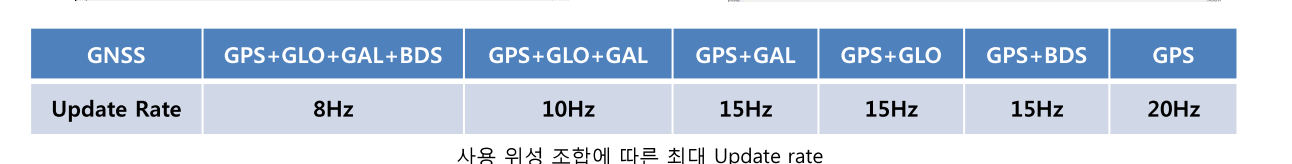 GNSS GPS+GLO+GAL+BDS GPS+GLO+GAL GPS+GAL GPS+GLO GPS+BDS GPS
Update Rate 8Hz 10Hz 15Hz 15Hz 15Hz 20Hz
사용 위성 조합에 따른 최대 Update rate